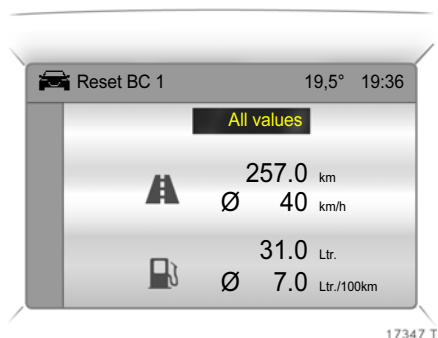 Reset BC 1 19,5° 19:36
All values
257.0 km
Ø 40 km/h
31.0 Ltr.
Ø 7.0 Ltr./100km
17347 T